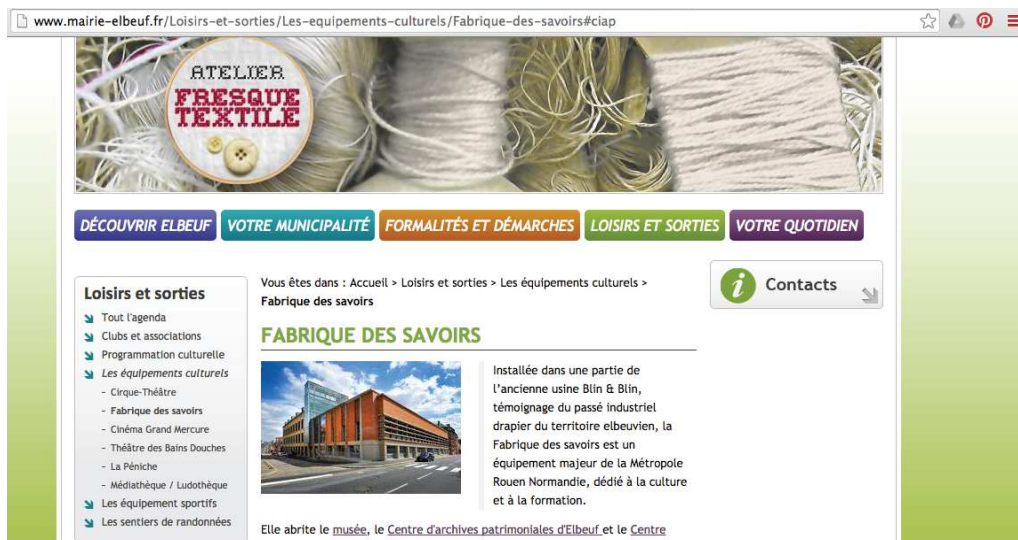 www.mairie-elbeuf.fr/Loisirs-et-sorties/Les-equipements-culturels/Fabrique-des-savoirs#ciap
ATELIER
FRESQUE
TEXTILE
DÉCOUVRIR ELBEUF
VOTRE MUNICIPALITÉ
FORMALITÉS ET DÉMARCHES
LOISIRS ET SORTIES
VOTRE QUOTIDIEN
Loisirs et sorties
Tout l'agenda
Clubs et associations
Programmation culturelle
Les équipements culturels
- Cirque-Théâtre
- Fabrique des savoirs
- Cinéma Grand Mercure
- Théâtre des Bains Douches
- La Péniche
- Médiathèque / Ludothèque
Les équipement sportifs
Les sentiers de randonnées
Vous êtes dans : Accueil > Loisirs et sorties > Les équipements culturels >
Fabrique des savoirs
FABRIQUE DES SAVOIRS
Installée dans une partie de
l'ancienne usine Blin & Blin,
témoignage du passé industriel
drapier du territoire elbeuvien, la
Fabrique des savoirs est un
équipement majeur de la Métropole
Rouen Normandie, dédié à la culture
et à la formation.
Elle abrite le musée, le Centre d'archives patrimoniales d'Elbeuf et le Centre
i Contacts